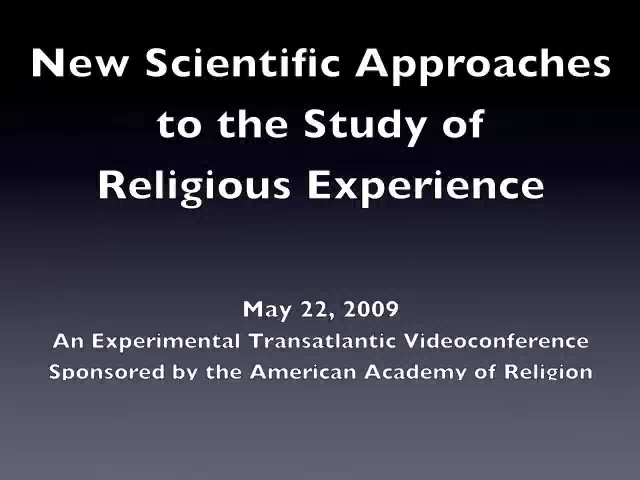 New Scientific Approaches
to the Study of
Religious Experience
May 22, 2009
An Experimental Transatlantic Videoconference
Sponsored by the American Academy of Religion